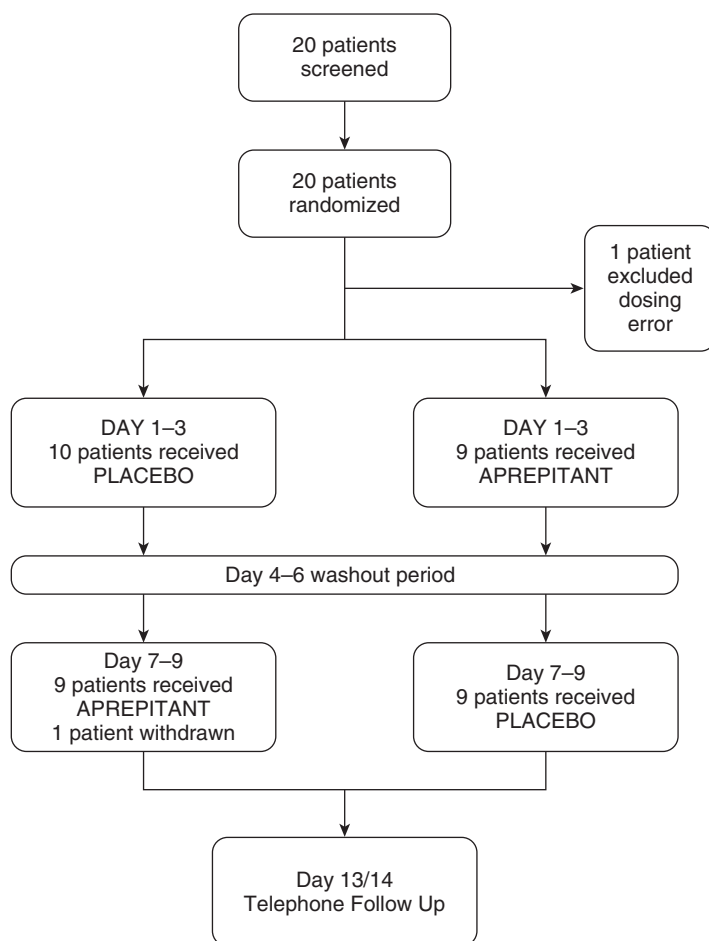 20 patients
screened
20 patients
randomized
1 patient
excluded
dosing
error
DAY 1–3
10 patients received
PLACEBO
DAY 1–3
9 patients received
APREPITANT
Day 4–6 washout period
Day 7–9
9 patients received
APREPITANT
1 patient withdrawn
Day 7–9
9 patients received
PLACEBO
Day 13/14
Telephone Follow Up